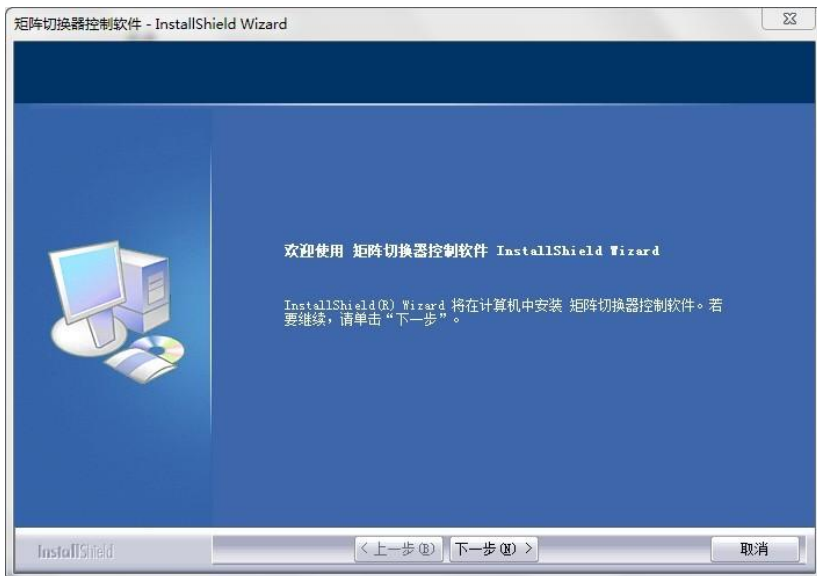 矩阵切换器控制软件 - InstallShield Wizard
欢迎使用 矩阵切换器控制软件 InstallShield Wizard
InstallShield(R) Wizard 将在计算机中安装 矩阵切换器控制软件。若
要继续，请单击“下一步”。
InstallShield
< 上一步(B) 下一步(N) > 取消